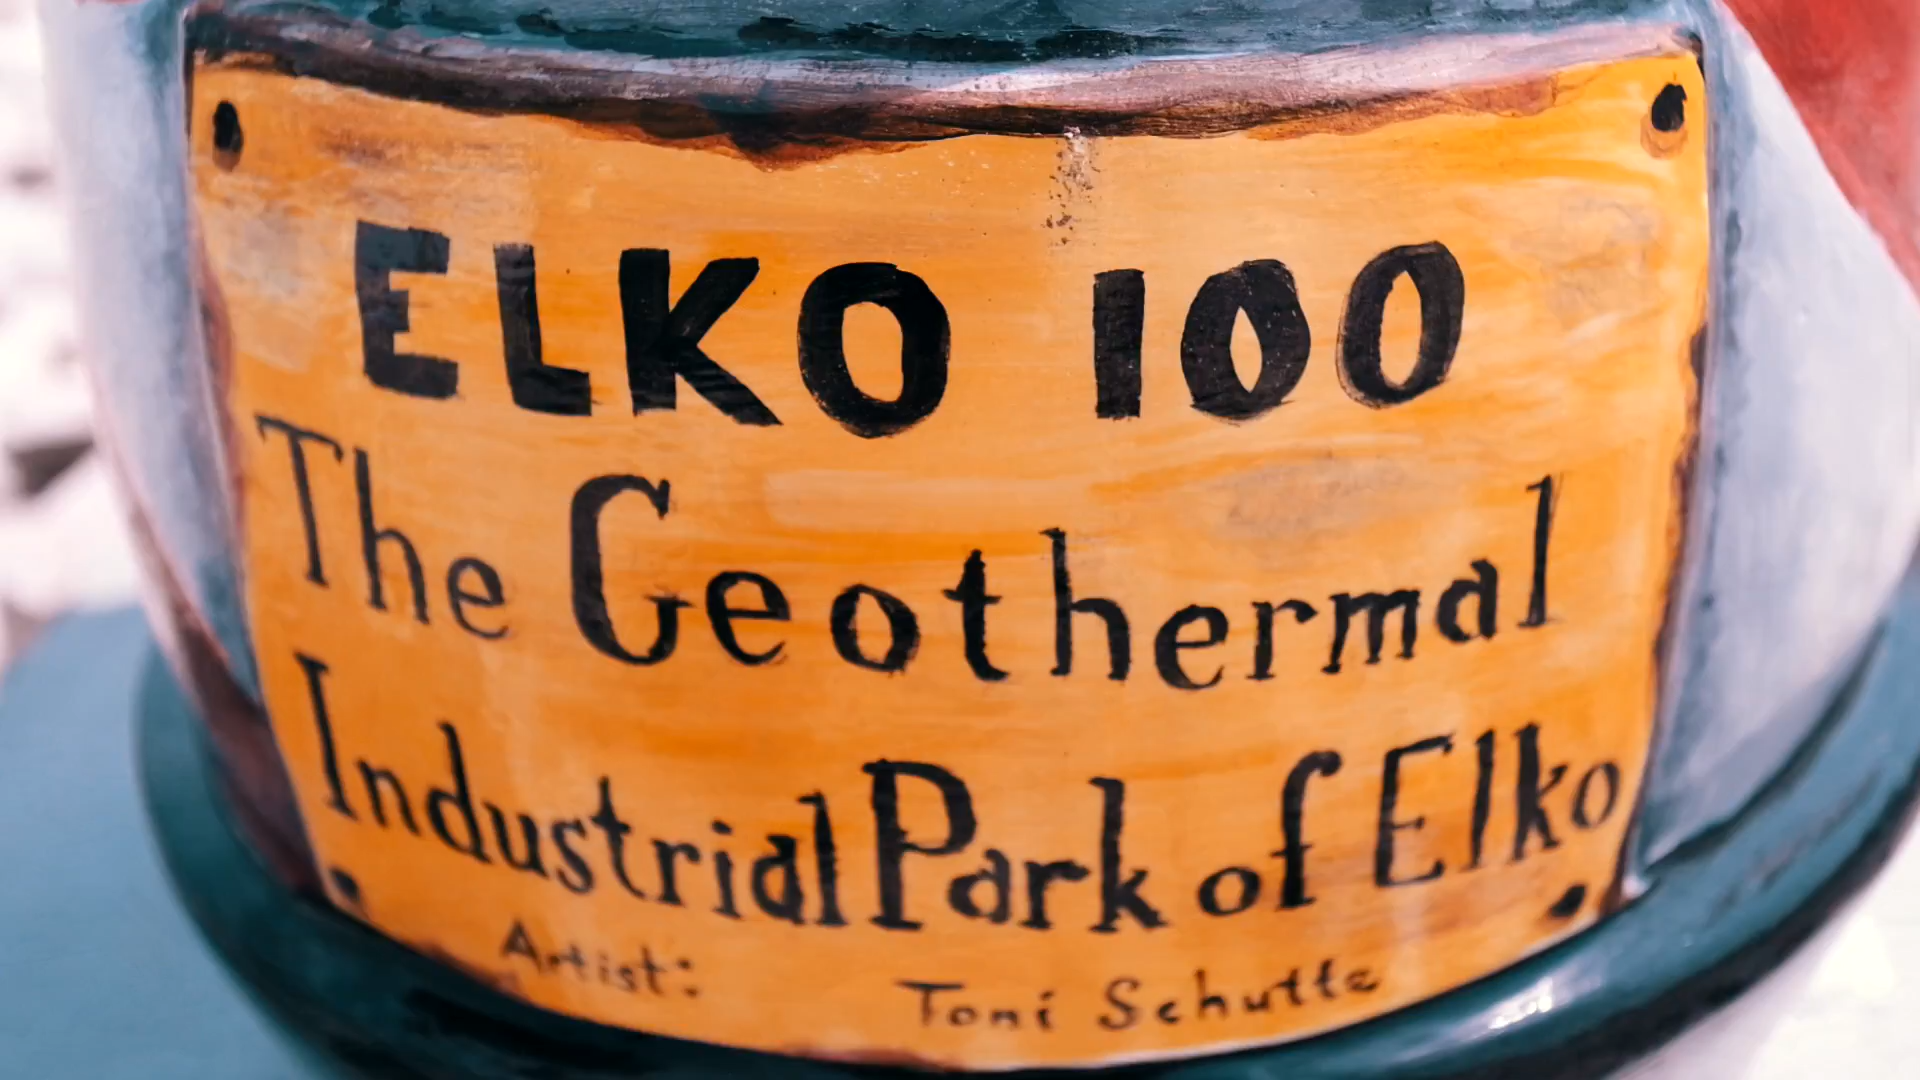 ELKO 100
The Geothermal
Industrial Park of Elko
Artist: Toni Schutte